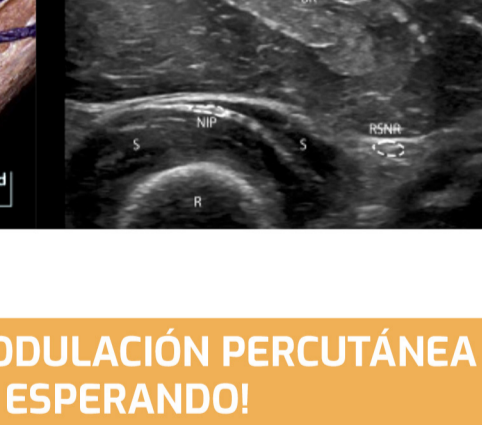 NIP
RSNR
S
S
R
d
ODULACIÓN PERCUTÁNEA
ESPERANDO!